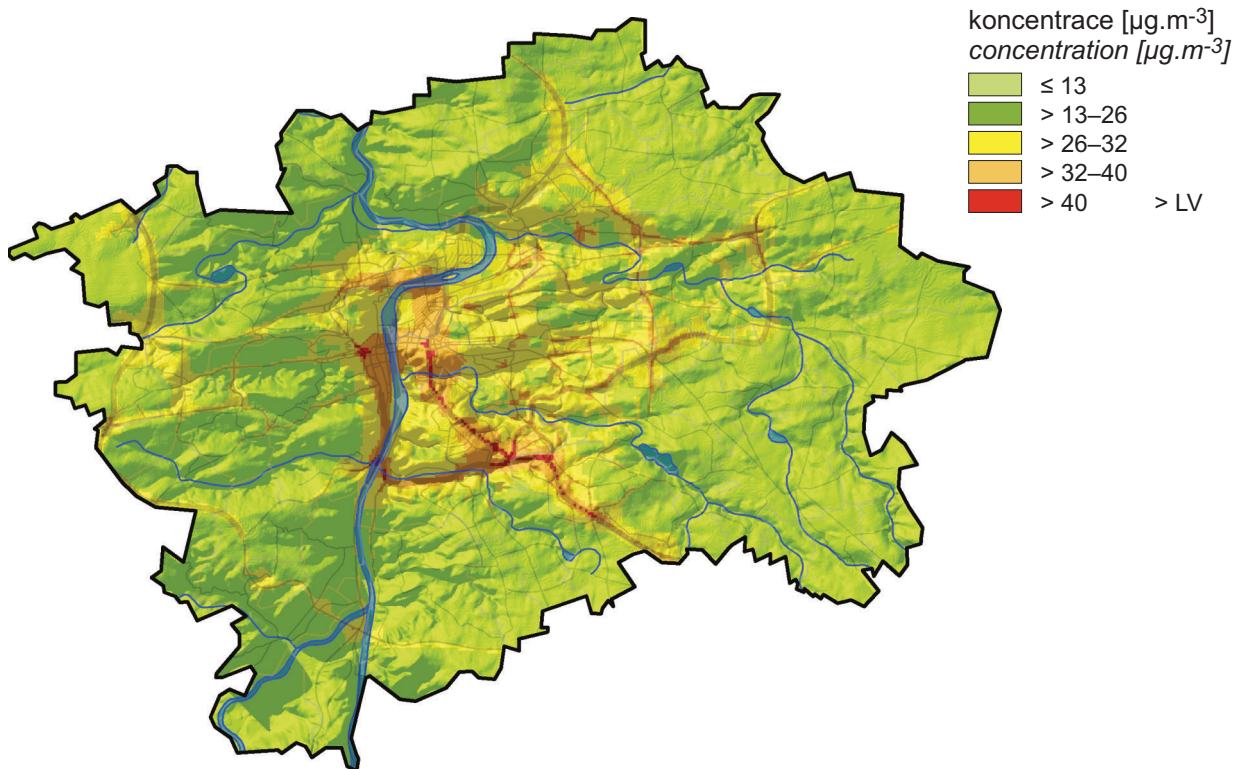 koncentrace [µg.m-3]
concentration [µg.m-3]
≤ 13
> 13–26
> 26–32
> 32–40
> 40 > LV